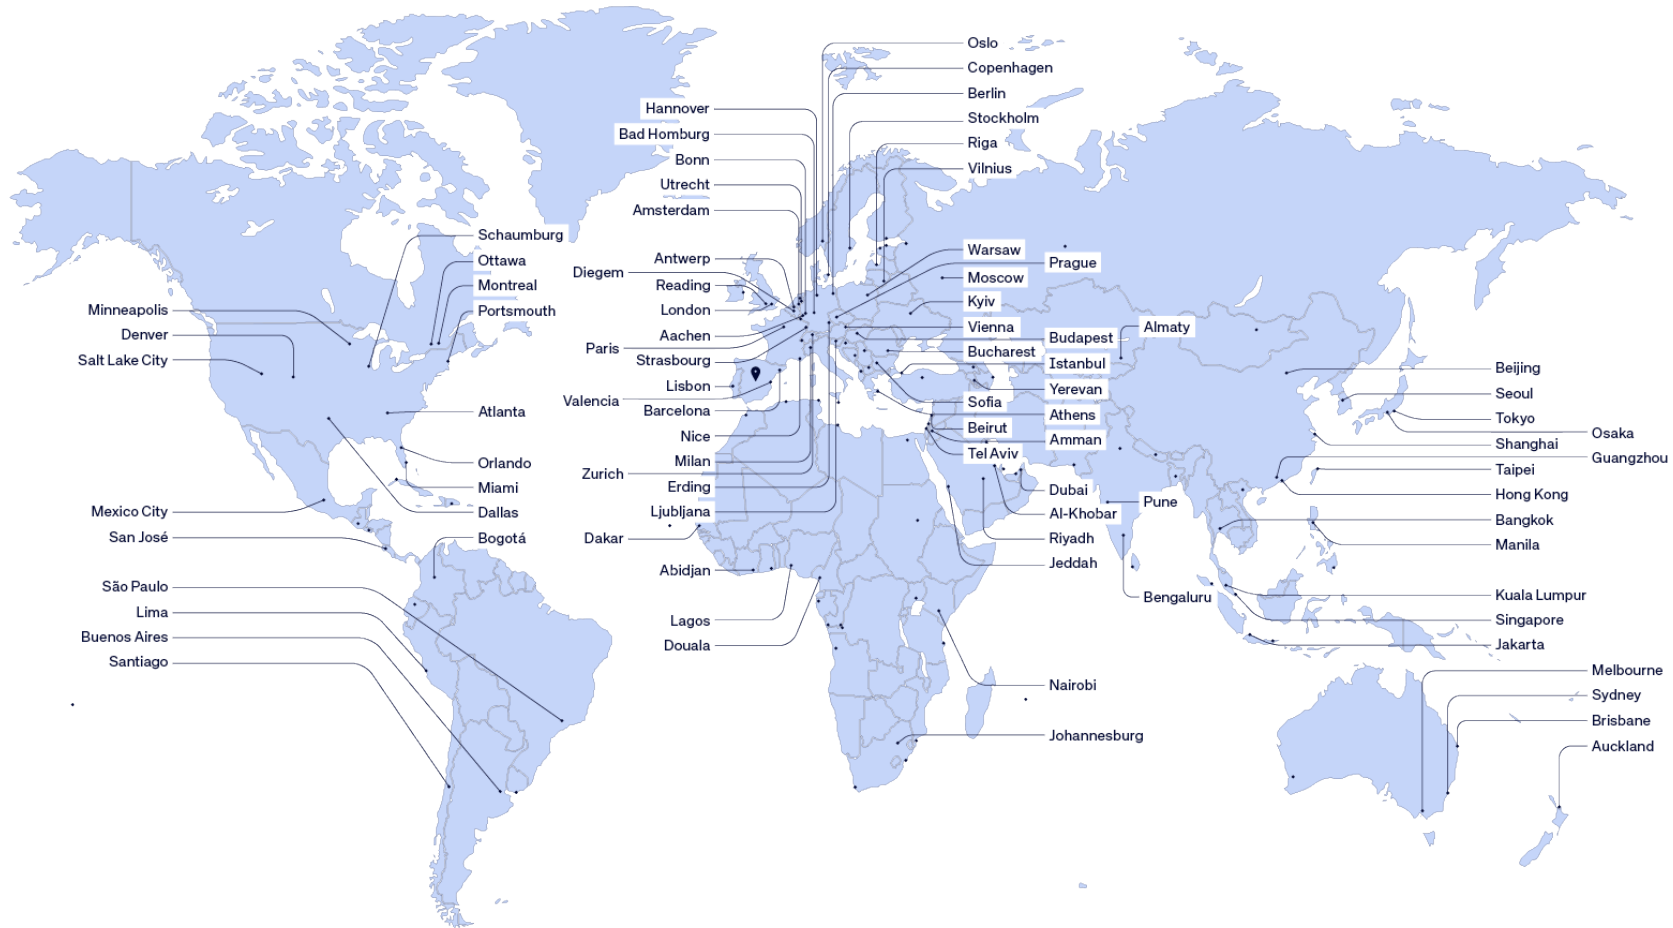 Oslo
Copenhagen
Berlin
Stockholm
Riga
Vilnius
Hannover
Bad Homburg
Bonn
Utrecht
Amsterdam
Antwerp
Diegem
Reading
London
Aachen
Paris
Strasbourg
Lisbon
Valencia
Barcelona
Nice
Milan
Zurich
Erding
Ljubljana
Dakar
Abidjan
Lagos
Douala
Schaumburg
Ottawa
Montreal
Portsmouth
Minneapolis
Denver
Salt Lake City
Atlanta
Orlando
Miami
Dallas
Mexico City
San José
Bogotá
São Paulo
Lima
Buenos Aires
Santiago
Warsaw
Prague
Moscow
Kyiv
Vienna
Budapest
Almaty
Bucharest
Istanbul
Yerevan
Sofia
Athens
Beirut
Amman
Tel Aviv
Dubai
Pune
Al-Khobar
Riyadh
Jeddah
Bengaluru
Nairobi
Johannesburg
Beijing
Seoul
Tokyo
Osaka
Shanghai
Guangzhou
Taipei
Hong Kong
Bangkok
Manila
Kuala Lumpur
Singapore
Jakarta
Melbourne
Sydney
Brisbane
Auckland